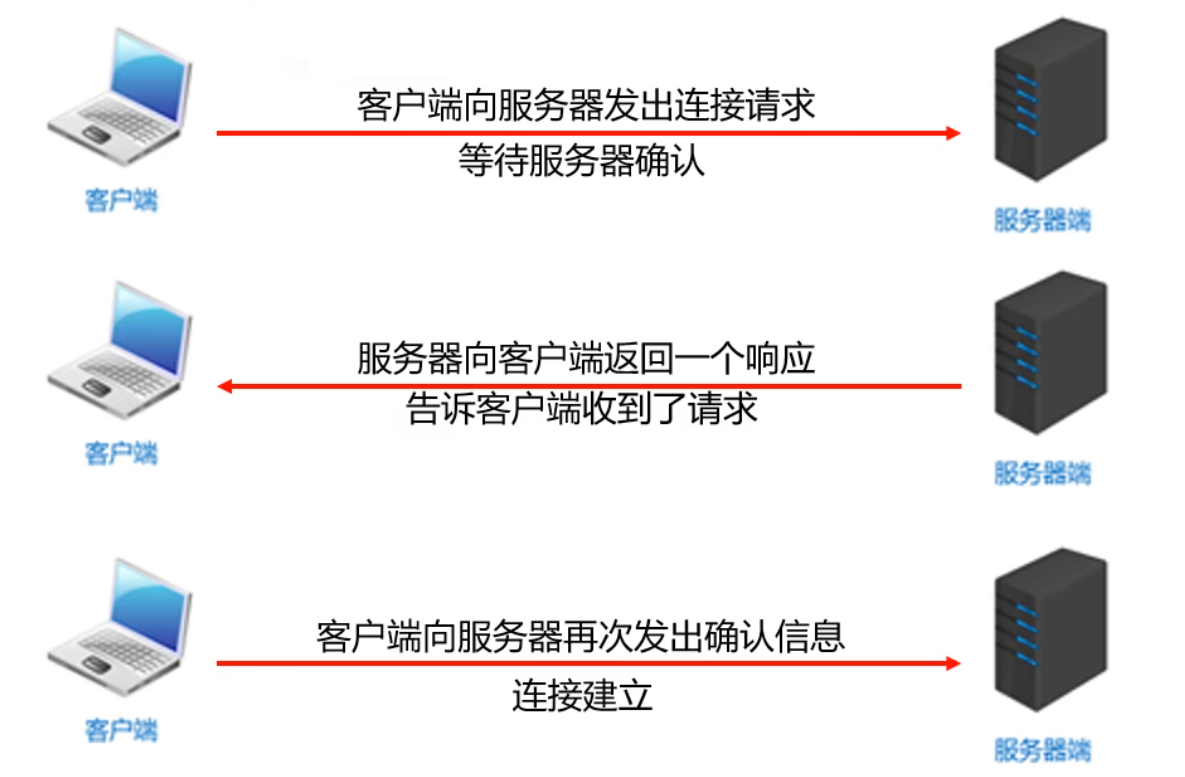 客户端向服务器发出连接请求
等待服务器确认
客户端
服务器端
服务器向客户端返回一个响应
告诉客户端收到了请求
客户端
服务器端
客户端向服务器再次发出确认信息
连接建立
客户端
服务器端